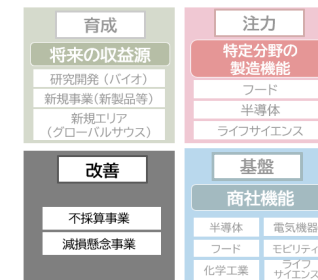 育成
将来の収益源
研究開発（バイオ）
新規事業（新製品等）
新規エリア
（グローバルサウス）
注力
特定分野の
製造機能
フード
半導体
ライフサイエンス
改善
不採算事業
減損懸念事業
基盤
商社機能
半導体
電気機器
フード
モビリティ
化学工業
ライフ
サイエンス